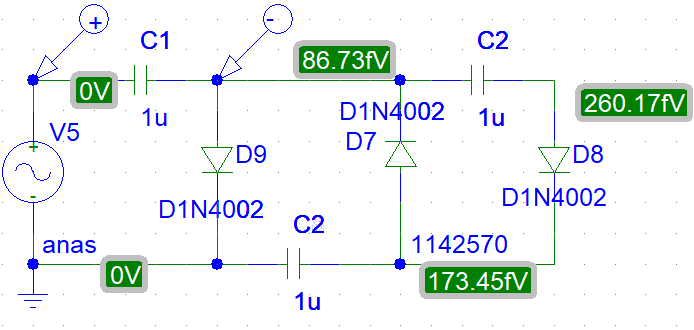 +
-
C1
C2
86.73fV
0V
260.17fV
1u
1u
D1N4002
V5
+
D7
D9
D8
-
D1N4002
D1N4002
C2
anas
1142570
0V
173.45fV
1u